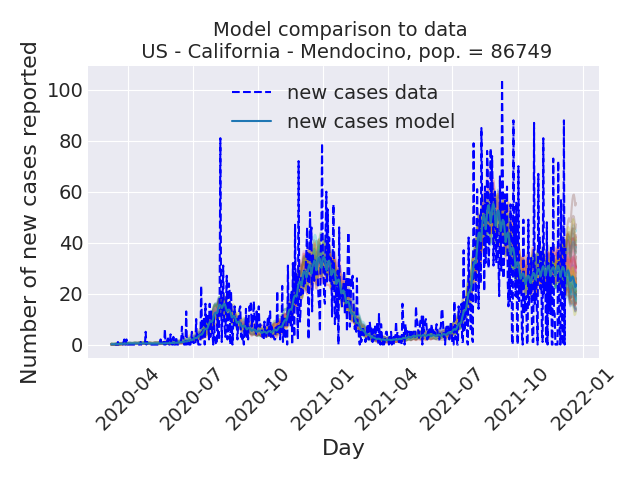 Model comparison to data
US - California - Mendocino, pop. = 86749
Number of new cases reported
100
80
60
40
20
0
new cases data
new cases model
2020-04
2020-07
2020-10
2021-01
2021-04
2021-07
2021-10
2022-01
Day